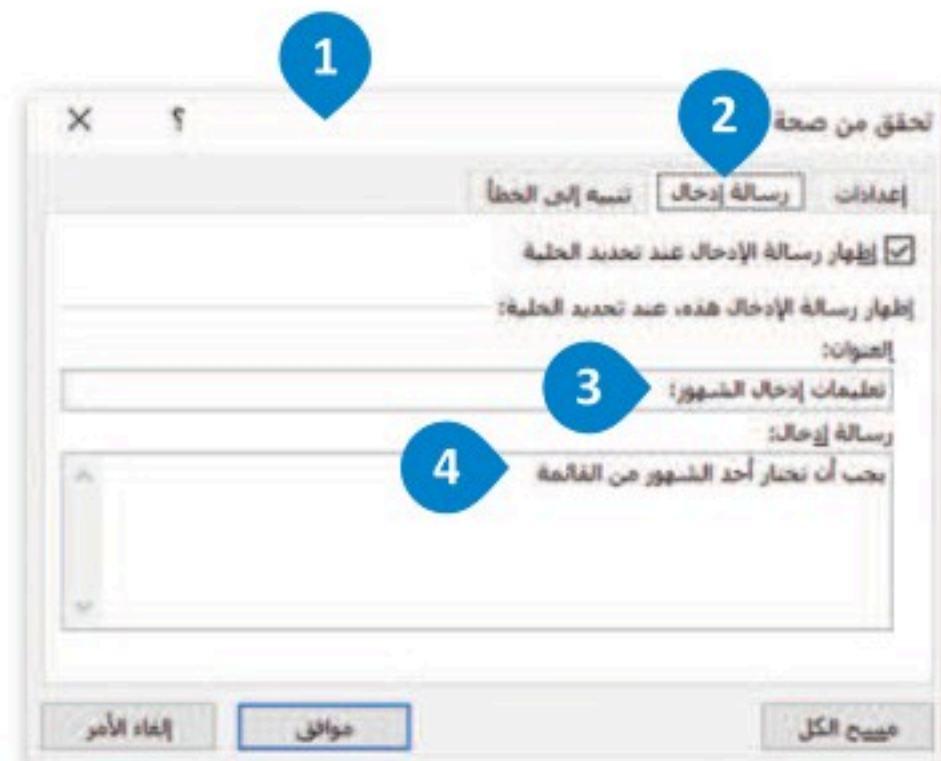 1
تحقق من صحة
2
؟
إعدادات
رسالة إدخال
تنبيه إلى الخطأ
إظهار رسالة الإدخال عند تحديد الخلية
إظهار رسالة الإدخال هذه، عند تحديد الخلية:
العنوان:
تعليمات إدخال الشهور:
3
رسالة إدخال:
يجب أن تختار أحد الشهور من القائمة
4
مسح الكل
موافق
إلغاء الأمر